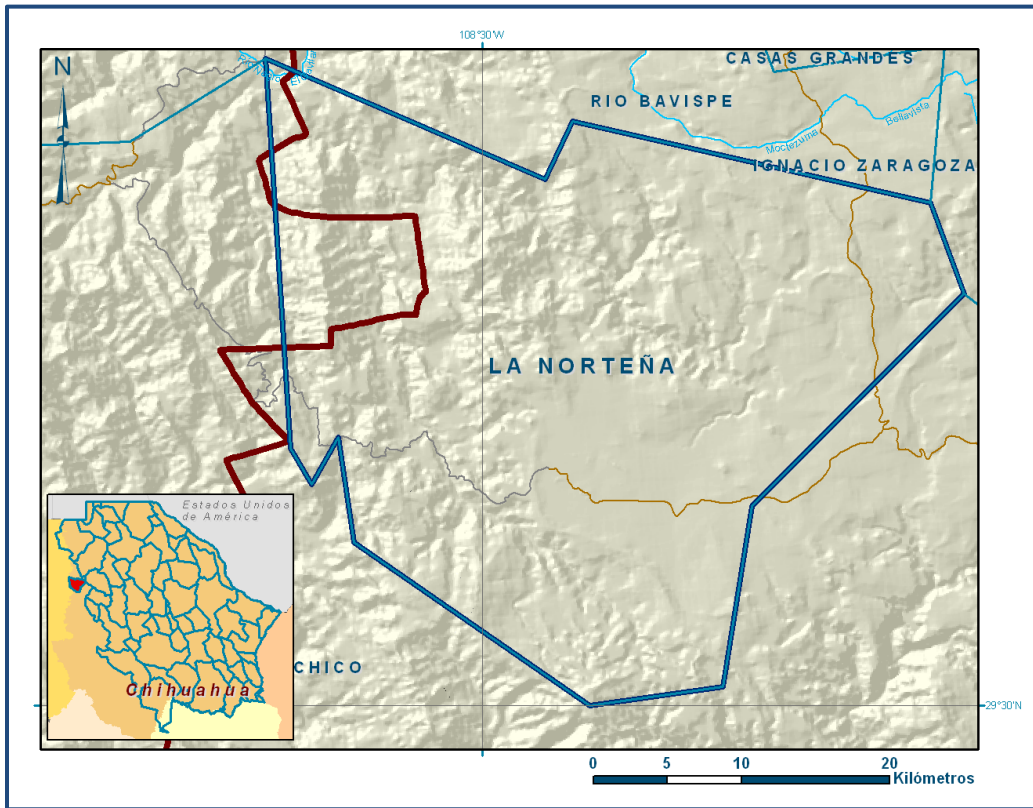 108°30'W
N
CASAS GRANDES
RIO BAVISPE
Bellavista
Moctezuma
IGNACIO ZARAGOZA
LA NORTEÑA
Estados Unidos
de América
Chihuahua
CHICO
29°30'N
0 5 10 20
Kilómetros